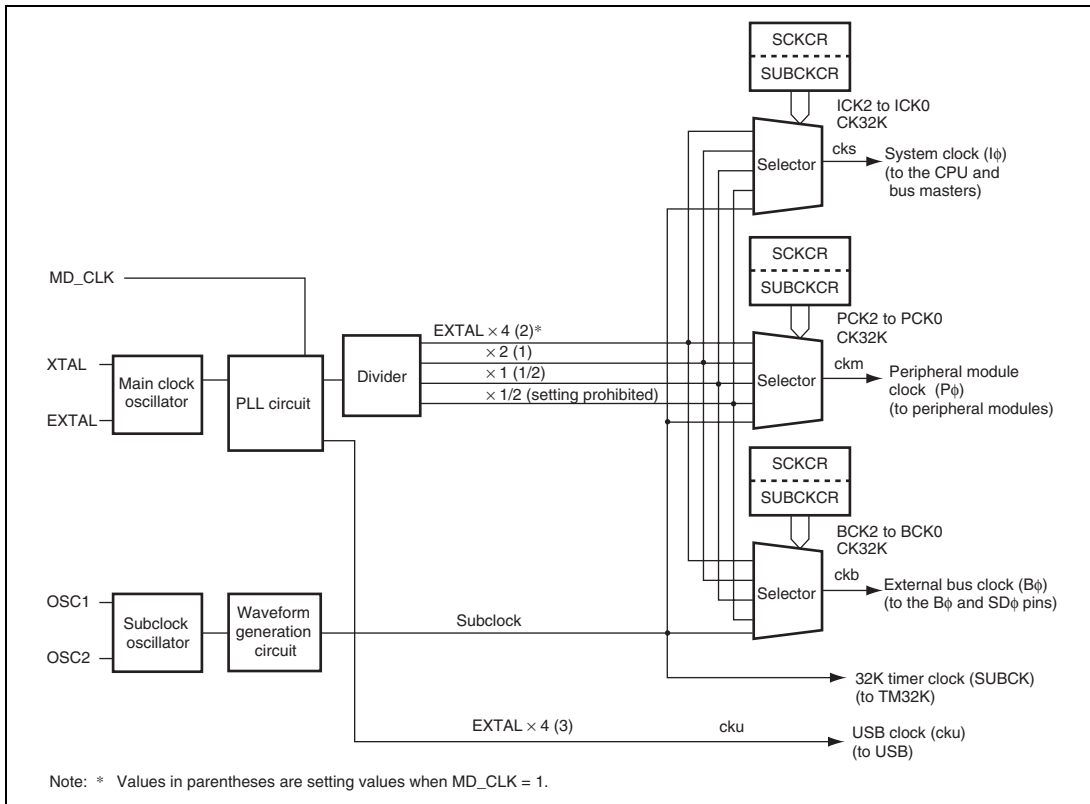 SCKCR
SUBCKCR
ICK2 to ICK0
CK32K
Selector
cks
System clock (Iϕ)
(to the CPU and
bus masters)
MD_CLK
XTAL
EXTAL
Main clock
oscillator
PLL circuit
Divider
EXTAL × 4 (2)*
× 2 (1)
× 1 (1/2)
× 1/2 (setting prohibited)
SCKCR
SUBCKCR
PCK2 to PCK0
CK32K
Selector
ckm
Peripheral module
clock (Pϕ)
(to peripheral modules)
SCKCR
SUBCKCR
BCK2 to BCK0
CK32K
Selector
ckb
External bus clock (Bϕ)
(to the Bϕ and SDϕ pins)
OSC1
OSC2
Subclock
oscillator
Waveform
generation
circuit
Subclock
32K timer clock (SUBCK)
(to TM32K)
EXTAL × 4 (3)
cku
USB clock (cku)
(to USB)
Note: * Values in parentheses are setting values when MD_CLK = 1.